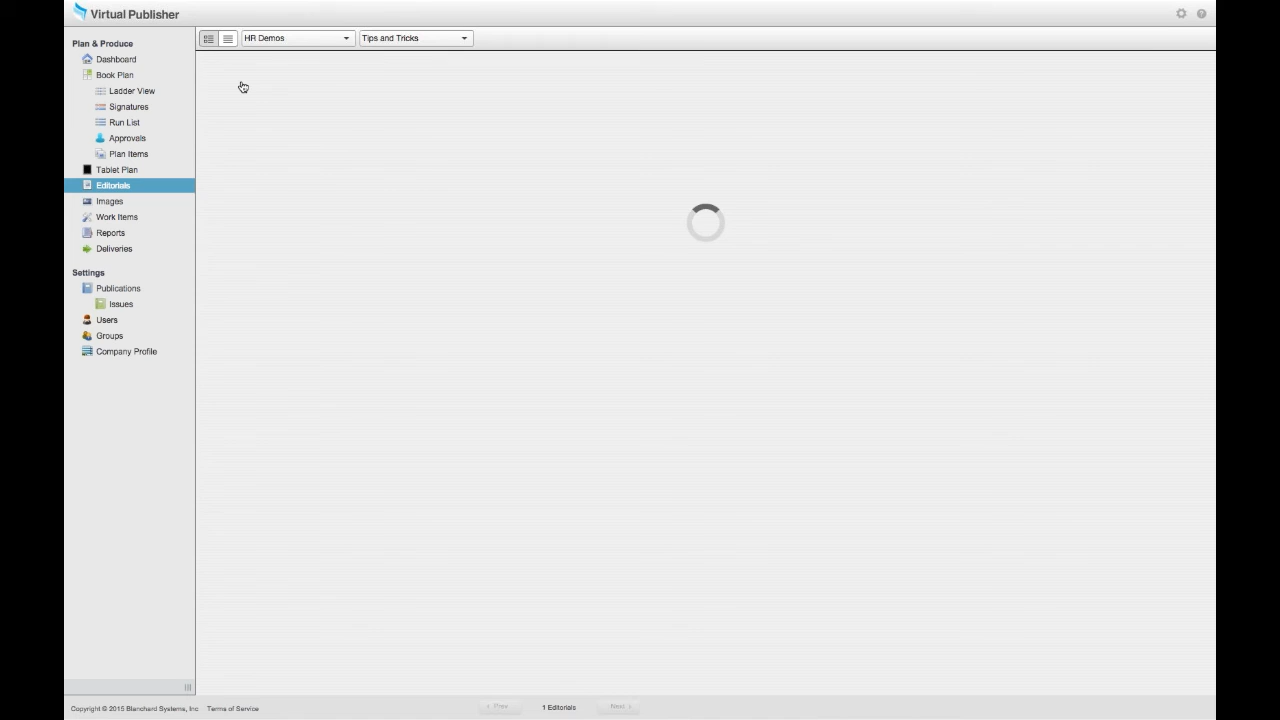 Virtual Publisher
HR Demos
Tips and Tricks
Plan & Produce
Dashboard
Book Plan
Ladder View
Signatures
Run List
Approvals
Plan Items
Tablet Plan
Editorials
Images
Work Items
Reports
Deliveries
Settings
Publications
Issues
Users
Groups
Company Profile
Copyright © 2015 Blanchard Systems, Inc Terms of Service
‹ Prev 1 Editorials Next ›